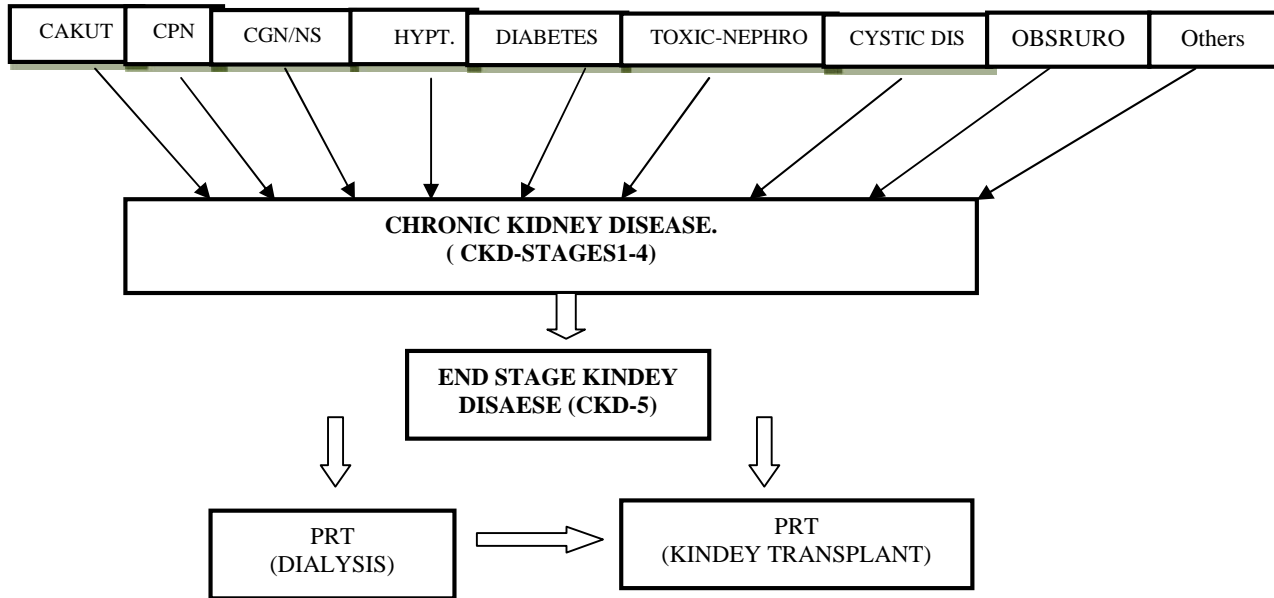 CAKUT
CPN
CGN/NS
HYPT.
DIABETES
TOXIC-NEPHRO
CYSTIC DIS
OBSRURO
Others
CHRONIC KIDNEY DISEASE.
( CKD-STAGES1-4)
END STAGE KINDEY
DISAESE (CKD-5)
PRT
(DIALYSIS)
PRT
(KINDEY TRANSPLANT)